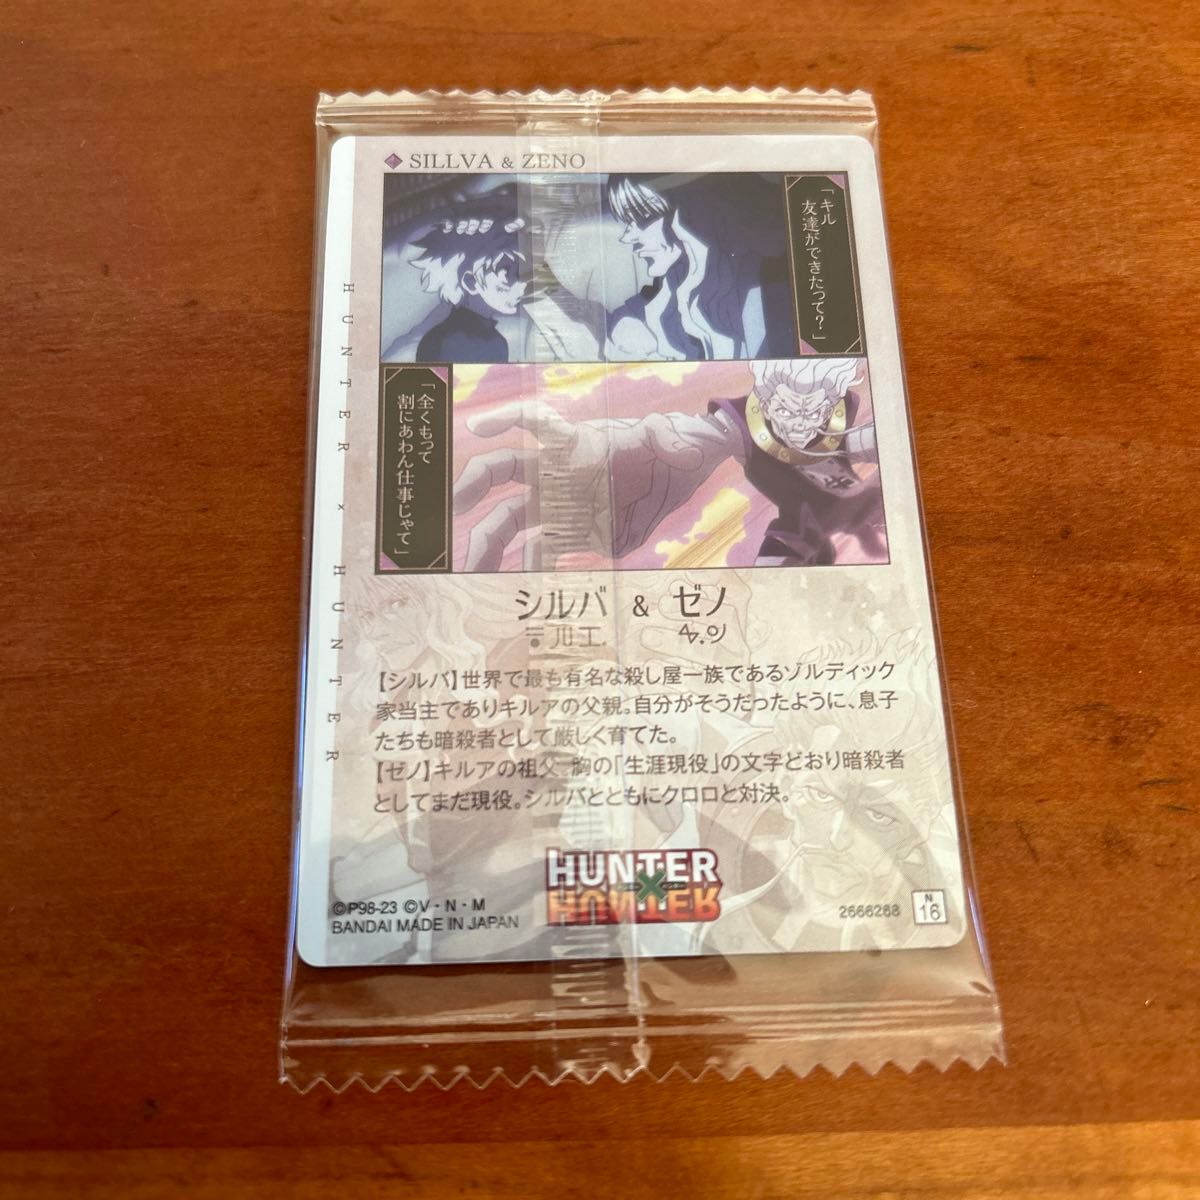 SILLVA & ZENO
「キル
友達ができたって？」
「全くもって
割にあわん仕事じゃて」
HUNTER × HUNTER
シルバ & ゼノ
【シルバ】世界で最も有名な殺し屋一族であるゾルディック
家当主でありキルアの父親。自分がそうだったように、息子
たちも暗殺者として厳しく育てた。
【ゼノ】キルアの祖父。胸の「生涯現役」の文字どおり暗殺者
としてまだ現役。シルバとともにクロロと対決。
HUNTER×HUNTER
©P98-23 ©V・N・M
BANDAI MADE IN JAPAN
2666268
N
16